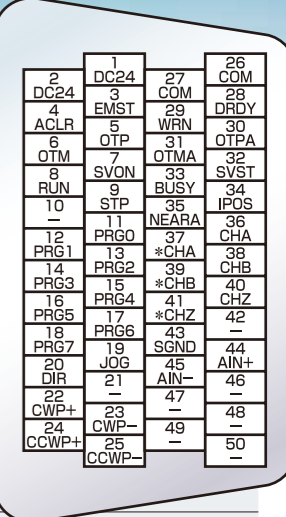 2
DC24
4
ACLR
6
OTM
8
RUN
10
−
12
PRG1
14
PRG3
16
PRG5
18
PRG7
20
DIR
22
CWP+
24
CCWP+
1
DC24
3
EMST
5
OTP
7
SVON
9
STP
11
PRG0
13
PRG2
15
PRG4
17
PRG6
19
JOG
21
−
23
CWP−
25
CCWP−
27
COM
29
WRN
31
OTMA
33
BUSY
35
NEARA
37
*CHA
39
*CHB
41
*CHZ
43
SGND
45
AIN−
47
−
49
−
26
COM
28
DRDY
30
OTPA
32
SVST
34
IPOS
36
CHA
38
CHB
40
CHZ
42
−
44
AIN+
46
−
48
−
50
−